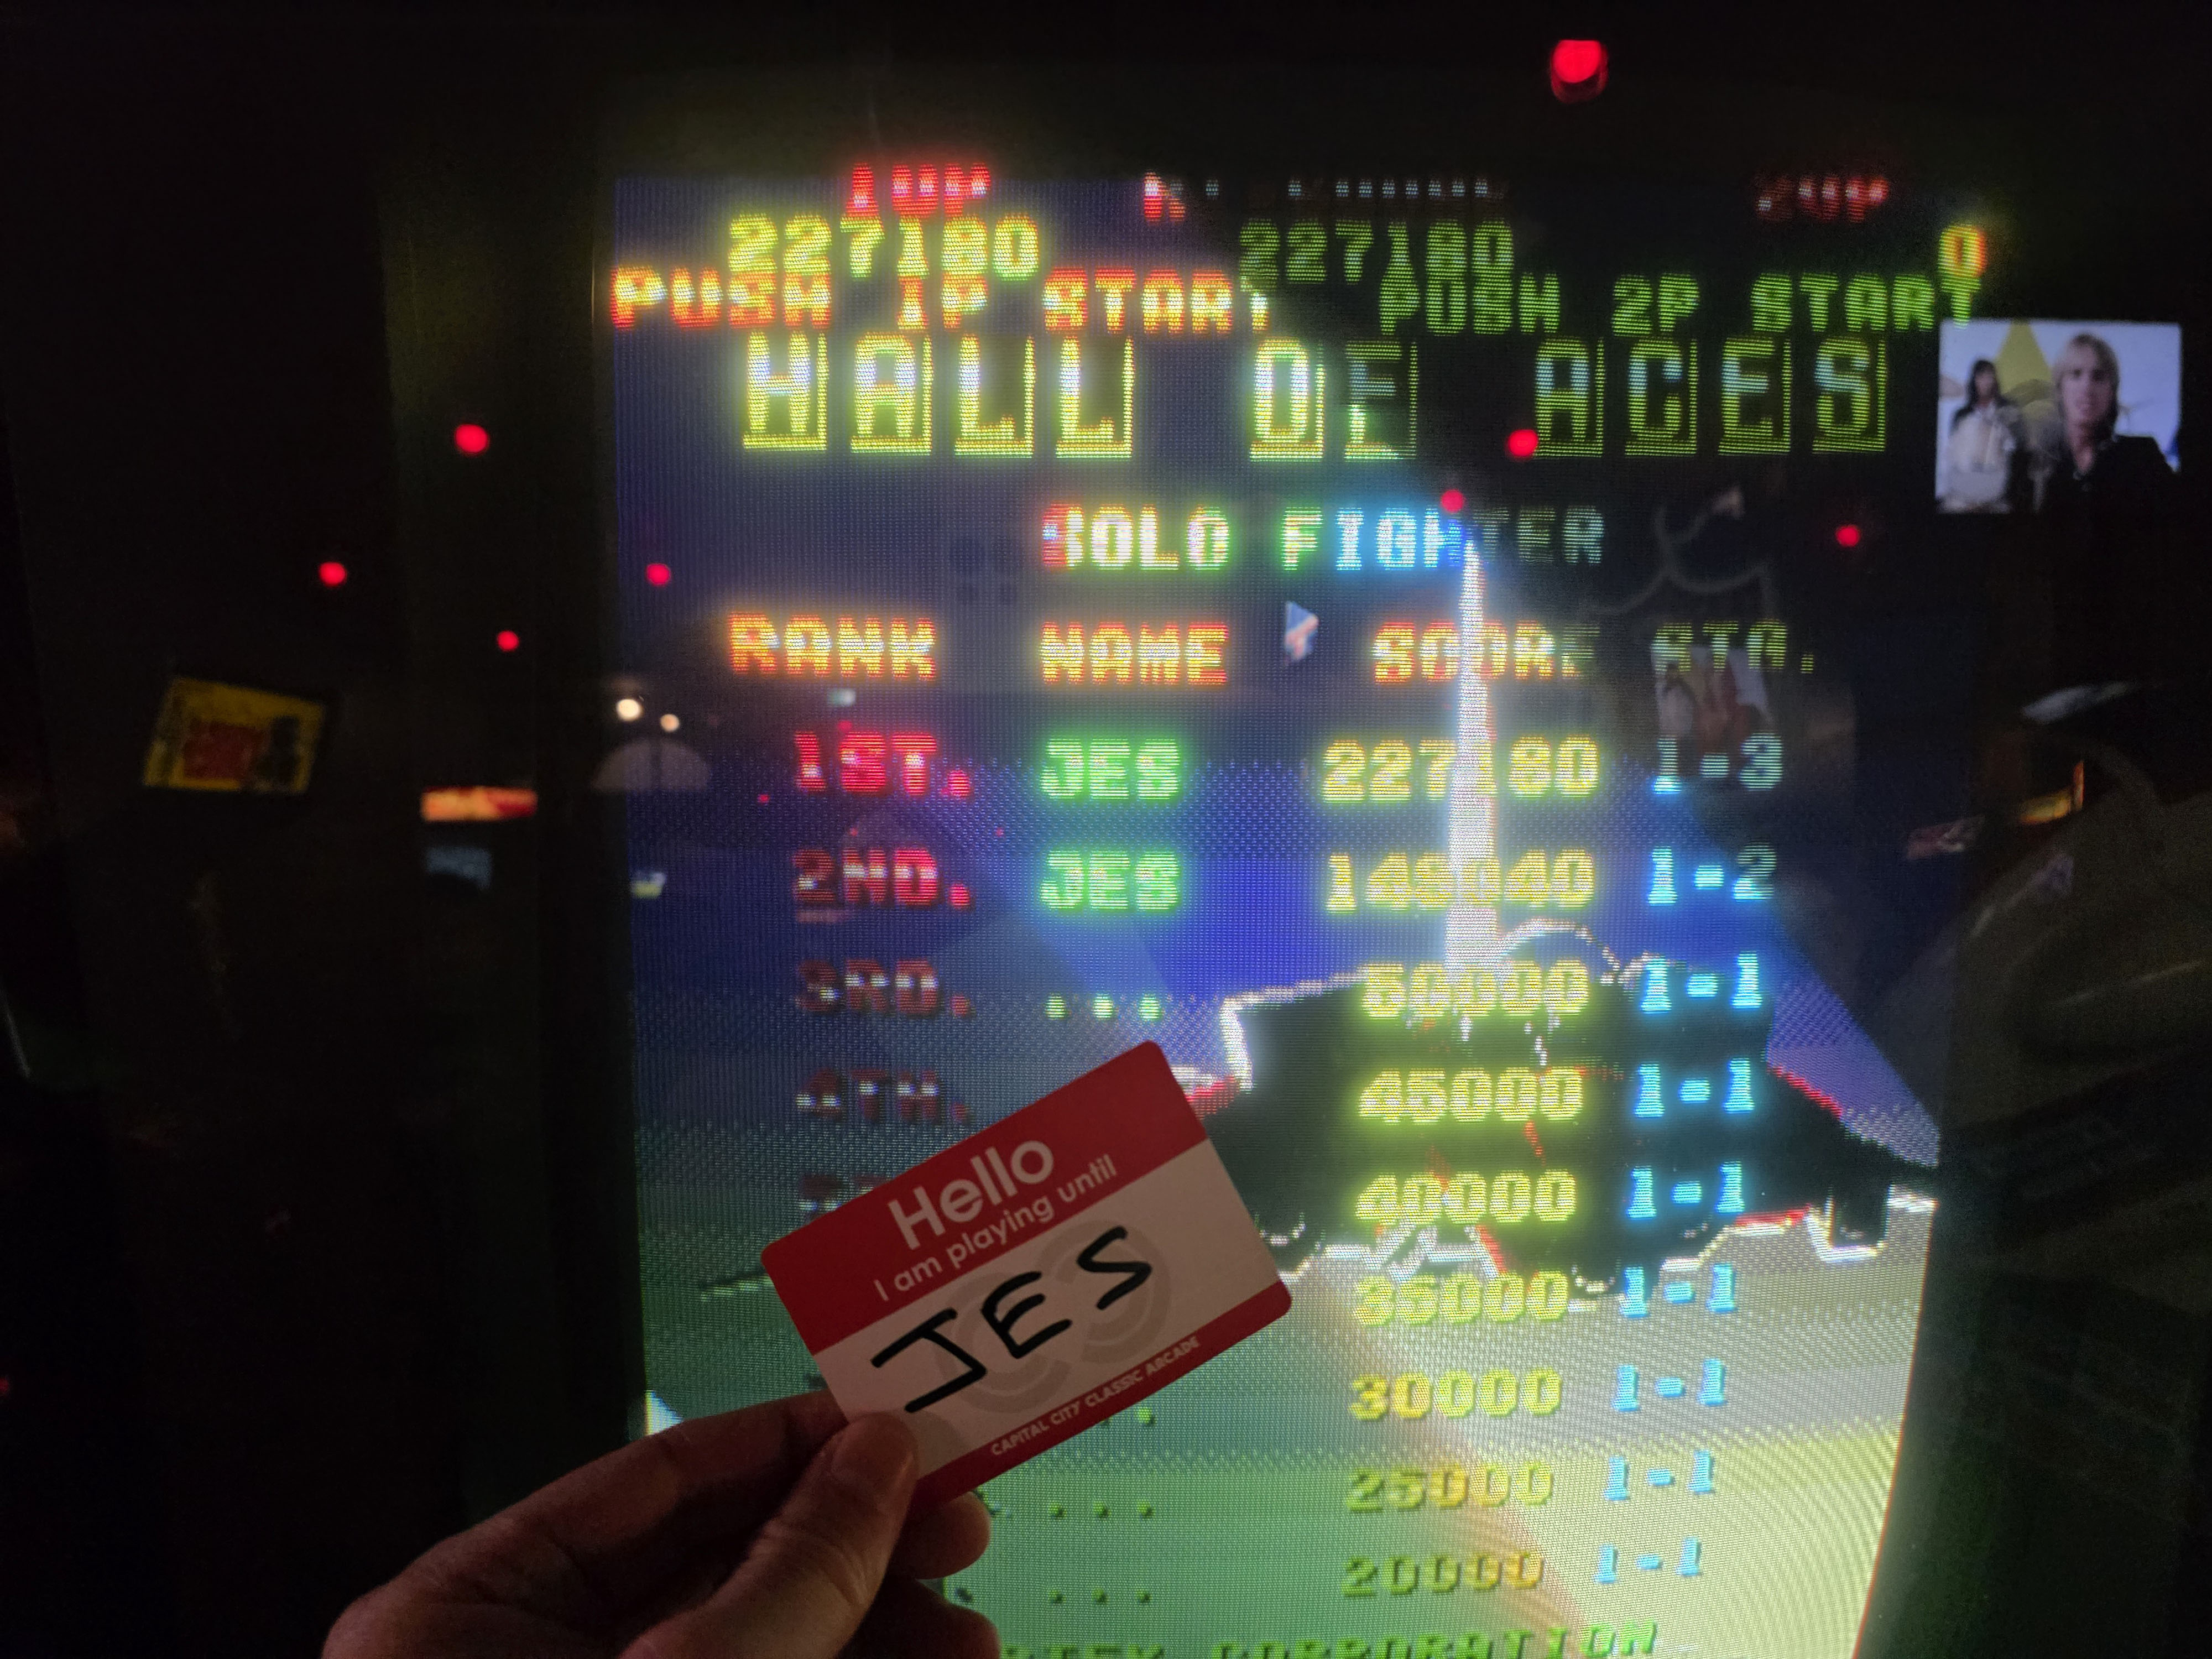 1UP 2UP
227180 227180 0
PUSH 1P START PUSH 2P START
HALL OF ACES
SOLO FIGHTER
RANK NAME SCORE STA.
1ST. JES 227180 1-3
2ND. JES 148040 1-2
3RD. ... 50000 1-1
4TH. 45000 1-1
40000 1-1
35000 1-1
30000 1-1
... 25000 1-1
... 20000 1-1
CORPORATION
Hello
I am playing until
JES
CAPITAL CITY CLASSIC ARCADE